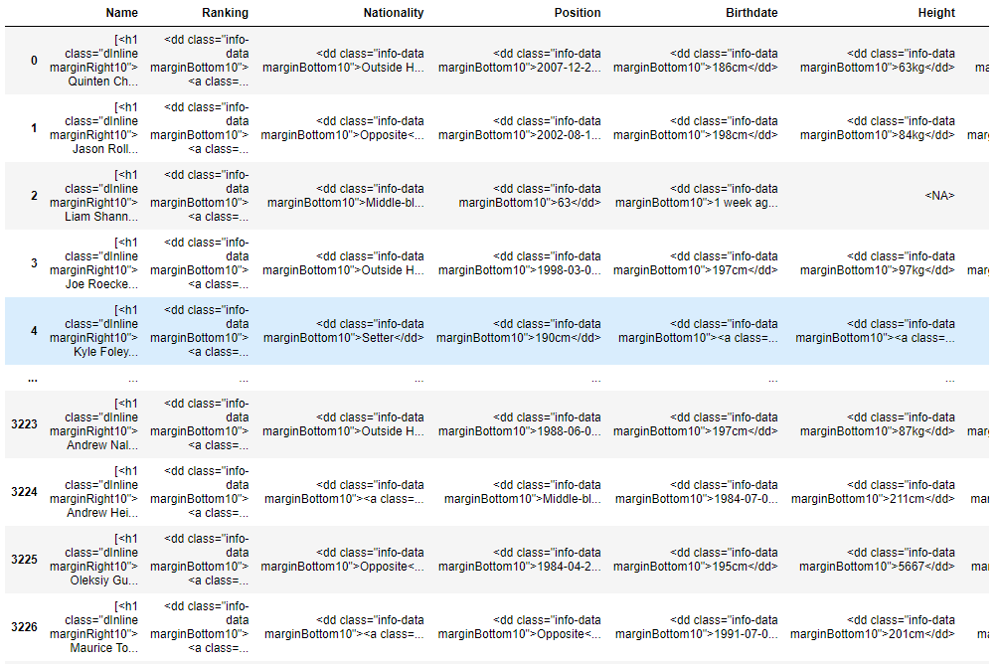 Name Ranking Nationality Position Birthdate Height
0
[<h1
class="dInline
marginRight10">
Quinten Ch...
<dd class="info-
data
marginBottom10">
<a class=...
<dd class="info-data
marginBottom10">Outside H...
<dd class="info-data
marginBottom10">2007-12-2...
<dd class="info-data
marginBottom10">186cm</dd>
<dd class="info-data
marginBottom10">63kg</dd>
1
[<h1
class="dInline
marginRight10">
Jason Roll...
<dd class="info-
data
marginBottom10">
<a class=...
<dd class="info-data
marginBottom10">Opposite<...
<dd class="info-data
marginBottom10">2002-08-1...
<dd class="info-data
marginBottom10">198cm</dd>
<dd class="info-data
marginBottom10">84kg</dd>
2
[<h1
class="dInline
marginRight10">
Liam Shann...
<dd class="info-
data
marginBottom10">
<a class=...
<dd class="info-data
marginBottom10">Middle-bl...
<dd class="info-data
marginBottom10">63</dd>
<dd class="info-data
marginBottom10">1 week ag...
<NA>
3
[<h1
class="dInline
marginRight10">
Joe Roecke...
<dd class="info-
data
marginBottom10">
<a class=...
<dd class="info-data
marginBottom10">Outside H...
<dd class="info-data
marginBottom10">1998-03-0...
<dd class="info-data
marginBottom10">197cm</dd>
<dd class="info-data
marginBottom10">97kg</dd>
4
[<h1
class="dInline
marginRight10">
Kyle Foley...
<dd class="info-
data
marginBottom10">
<a class=...
<dd class="info-data
marginBottom10">Setter</dd>
<dd class="info-data
marginBottom10">190cm</dd>
<dd class="info-data
marginBottom10"><a class=...
<dd class="info-data
marginBottom10"><a class=...
... ... ... ... ... ... ...
3223
[<h1
class="dInline
marginRight10">
Andrew Nal...
<dd class="info-
data
marginBottom10">
<a class=...
<dd class="info-data
marginBottom10">Outside H...
<dd class="info-data
marginBottom10">1988-06-0...
<dd class="info-data
marginBottom10">197cm</dd>
<dd class="info-data
marginBottom10">87kg</dd>
3224
[<h1
class="dInline
marginRight10">
Andrew Hei...
<dd class="info-
data
marginBottom10">
<a class=...
<dd class="info-data
marginBottom10"><a class=...
<dd class="info-data
marginBottom10">Middle-bl...
<dd class="info-data
marginBottom10">1984-07-0...
<dd class="info-data
marginBottom10">211cm</dd>
3225
[<h1
class="dInline
marginRight10">
Oleksiy Gu...
<dd class="info-
data
marginBottom10">
<a class=...
<dd class="info-data
marginBottom10">Opposite<...
<dd class="info-data
marginBottom10">1984-04-2...
<dd class="info-data
marginBottom10">195cm</dd>
<dd class="info-data
marginBottom10">5667</dd>
3226
[<h1
class="dInline
marginRight10">
Maurice To...
<dd class="info-
data
marginBottom10">
<a class=...
<dd class="info-data
marginBottom10"><a class=...
<dd class="info-data
marginBottom10">Opposite<...
<dd class="info-data
marginBottom10">1991-07-0...
<dd class="info-data
marginBottom10">201cm</dd>